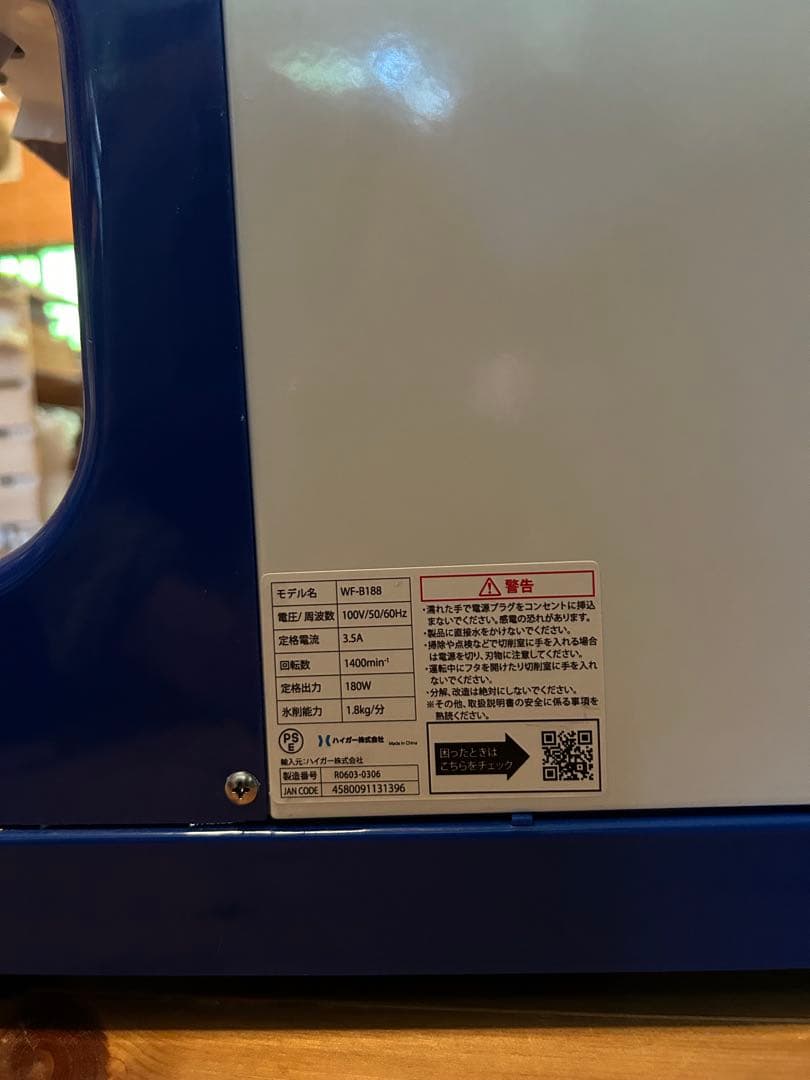 モデル名 WF-B188
電圧/周波数 100V/50/60Hz
定格電流 3.5A
回転数 1400min⁻¹
定格出力 180W
氷削能力 1.8kg/分
PS
E
ハイガー株式会社 Made in China
輸入元:ハイガー株式会社
製造番号 R0603-0306
JAN CODE 4580091131396
警告
・濡れた手で電源プラグをコンセントに挿込
まないでください。感電の恐れがあります。
・製品に直接水をかけないでください。
・掃除や点検などで切削室に手を入れる場合
は電源を切り、刃物に注意してください。
・運転中にフタを開けたり切削室に手を入れ
ないでください。
・分解、改造は絶対にしないでください。
※その他、取扱説明書の安全に係る事項を
熟読ください。
困ったときは
こちらをチェック